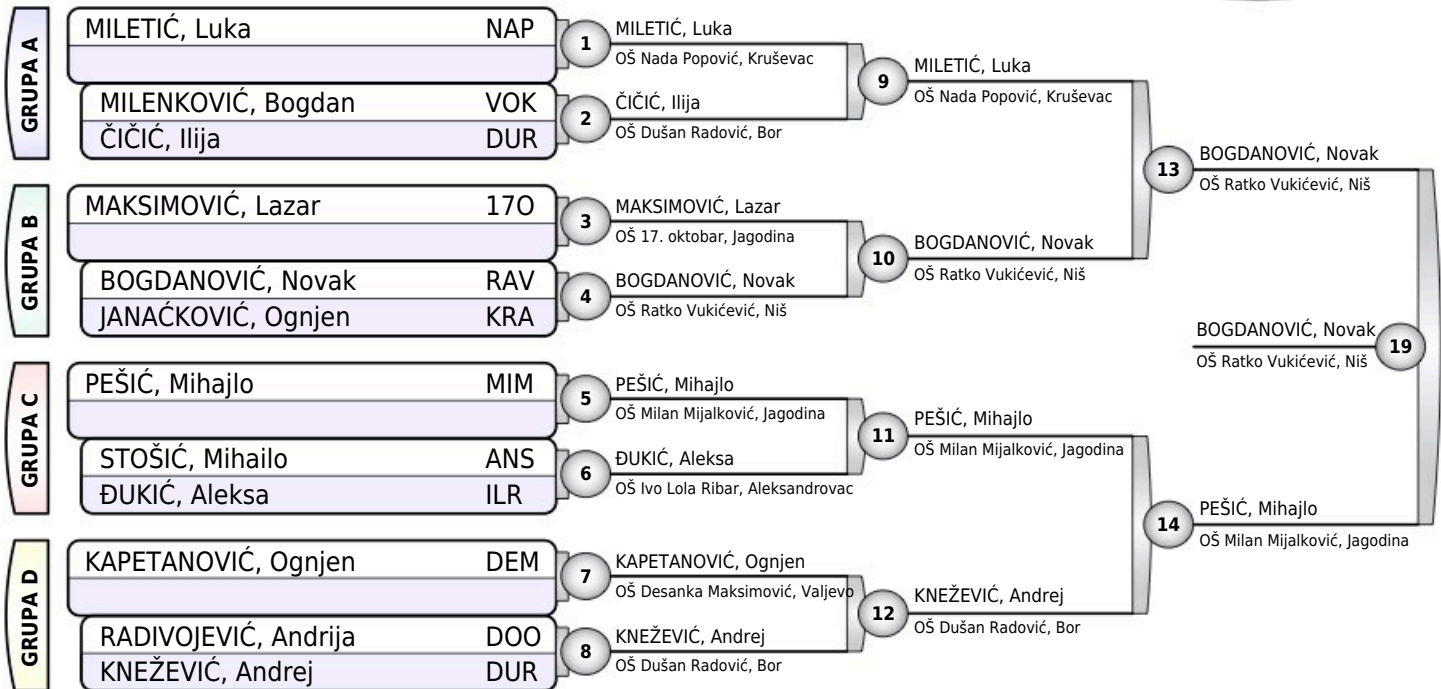 GRUPA A
MILETIĆ, Luka NAP
MILENKOVIĆ, Bogdan VOK
ČIČIĆ, Ilija DUR
GRUPA B
MAKSIMOVIĆ, Lazar 17O
BOGDANOVIĆ, Novak RAV
JANAĆKOVIĆ, Ognjen KRA
GRUPA C
PEŠIĆ, Mihajlo MIM
STOŠIĆ, Mihailo ANS
ĐUKIĆ, Aleksa ILR
GRUPA D
KAPETANOVIĆ, Ognjen DEM
RADIVOJEVIĆ, Andrija DOO
KNEŽEVIĆ, Andrej DUR
1
MILETIĆ, Luka
OŠ Nada Popović, Kruševac
2
ČIČIĆ, Ilija
OŠ Dušan Radović, Bor
3
MAKSIMOVIĆ, Lazar
OŠ 17. oktobar, Jagodina
4
BOGDANOVIĆ, Novak
OŠ Ratko Vukićević, Niš
5
PEŠIĆ, Mihajlo
OŠ Milan Mijalković, Jagodina
6
ĐUKIĆ, Aleksa
OŠ Ivo Lola Ribar, Aleksandrovac
7
KAPETANOVIĆ, Ognjen
OŠ Desanka Maksimović, Valjevo
8
KNEŽEVIĆ, Andrej
OŠ Dušan Radović, Bor
9
MILETIĆ, Luka
OŠ Nada Popović, Kruševac
10
BOGDANOVIĆ, Novak
OŠ Ratko Vukićević, Niš
11
PEŠIĆ, Mihajlo
OŠ Milan Mijalković, Jagodina
12
KNEŽEVIĆ, Andrej
OŠ Dušan Radović, Bor
13
BOGDANOVIĆ, Novak
OŠ Ratko Vukićević, Niš
14
PEŠIĆ, Mihajlo
OŠ Milan Mijalković, Jagodina
BOGDANOVIĆ, Novak
OŠ Ratko Vukićević, Niš
19